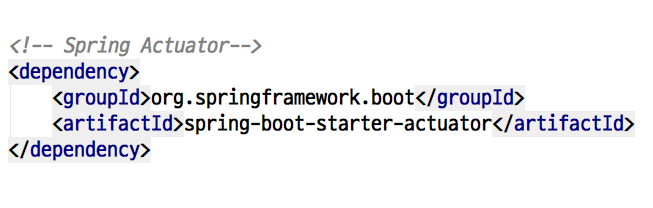 <!-- Spring Actuator-->
<dependency>
    <groupId>org.springframework.boot</groupId>
    <artifactId>spring-boot-starter-actuator</artifactId>
</dependency>